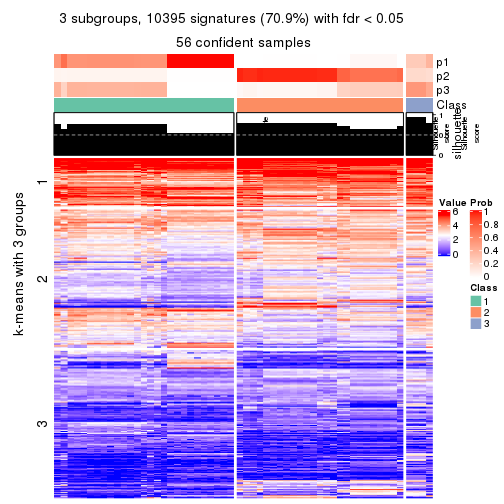 3 subgroups, 10395 signatures (70.9%) with fdr < 0.05
56 confident samples
p1
p2
p3
Class
1
0
Silhouette
score
silhouette
Silhouette
score
k-means with 3 groups
1
2
3
Value
6
4
2
0
Prob
1
0.8
0.6
0.4
0.2
0
Class
1
2
3